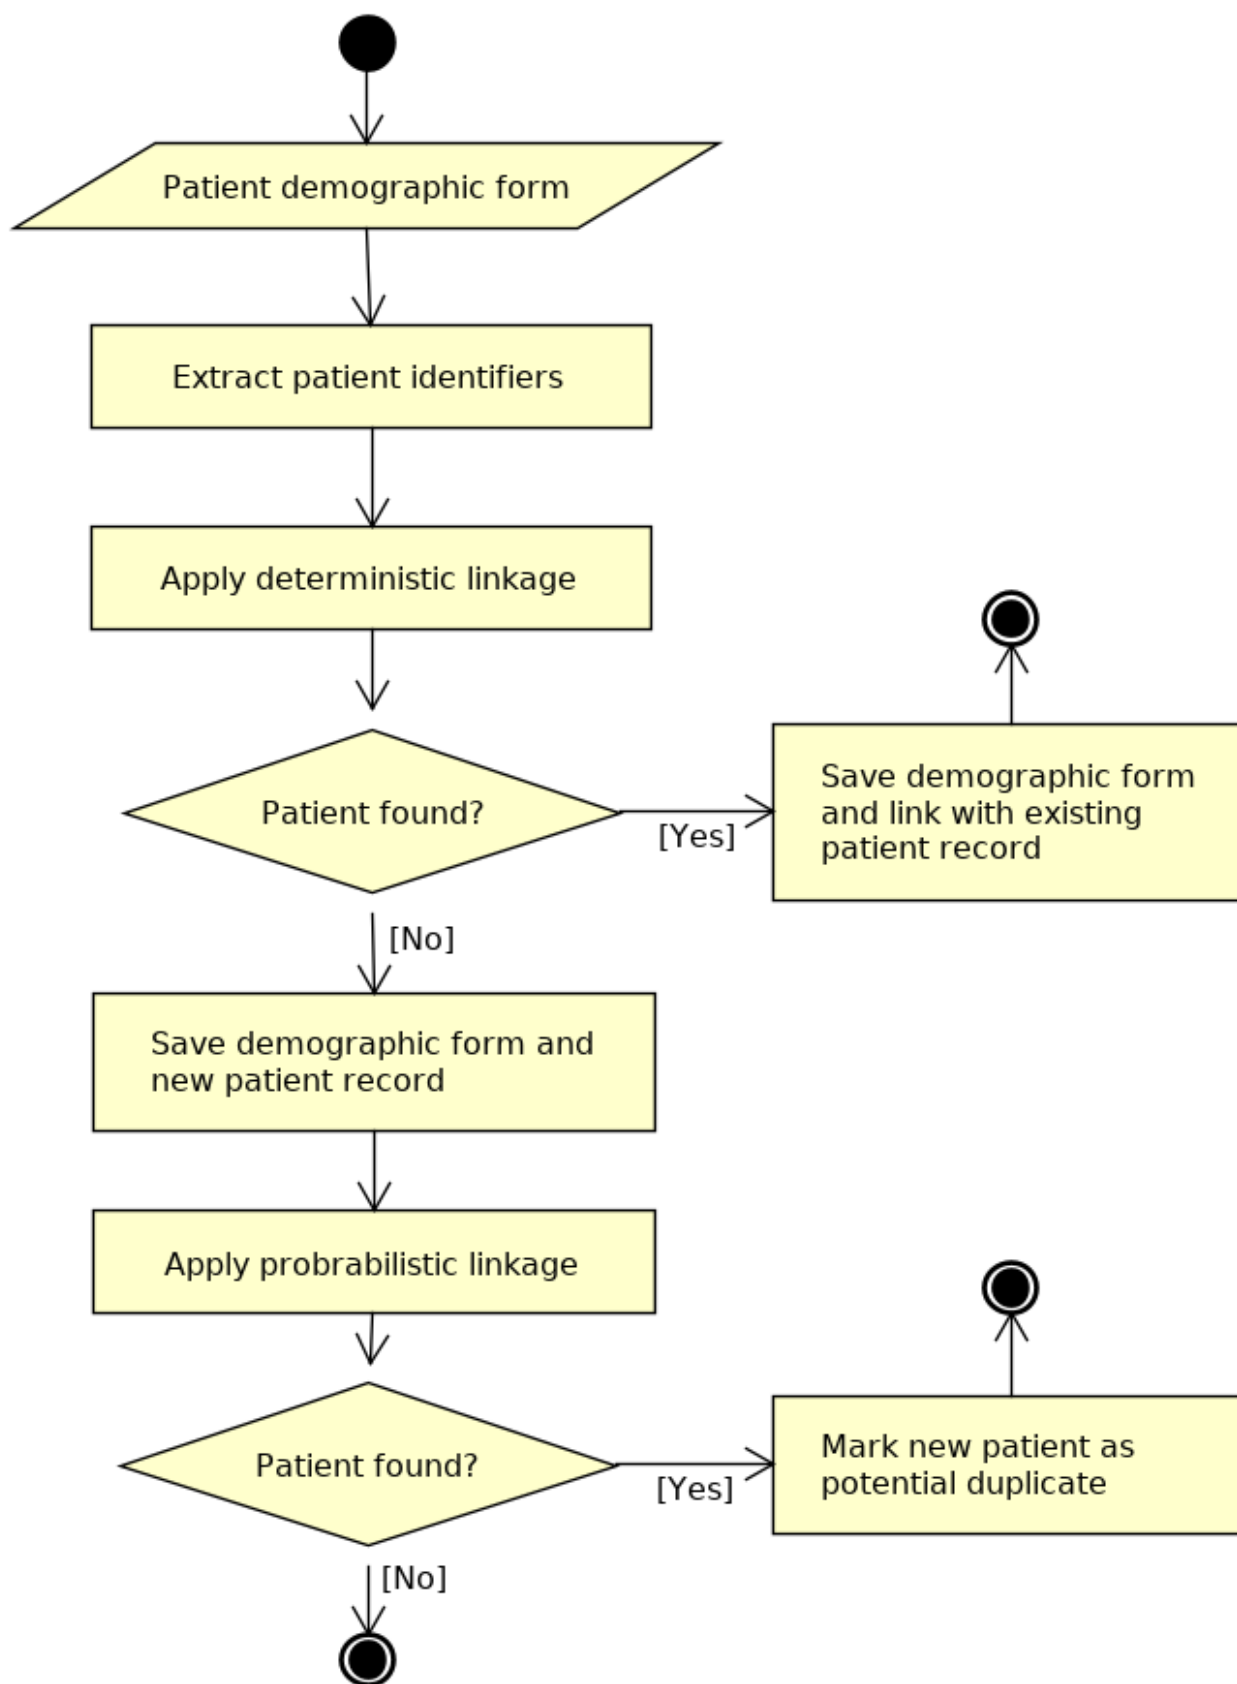 Patient demographic form
Extract patient identifiers
Apply deterministic linkage
Patient found?
[Yes]
Save demographic form
and link with existing
patient record
[No]
Save demographic form and
new patient record
Apply probrabilistic linkage
Patient found?
[Yes]
Mark new patient as
potential duplicate
[No]